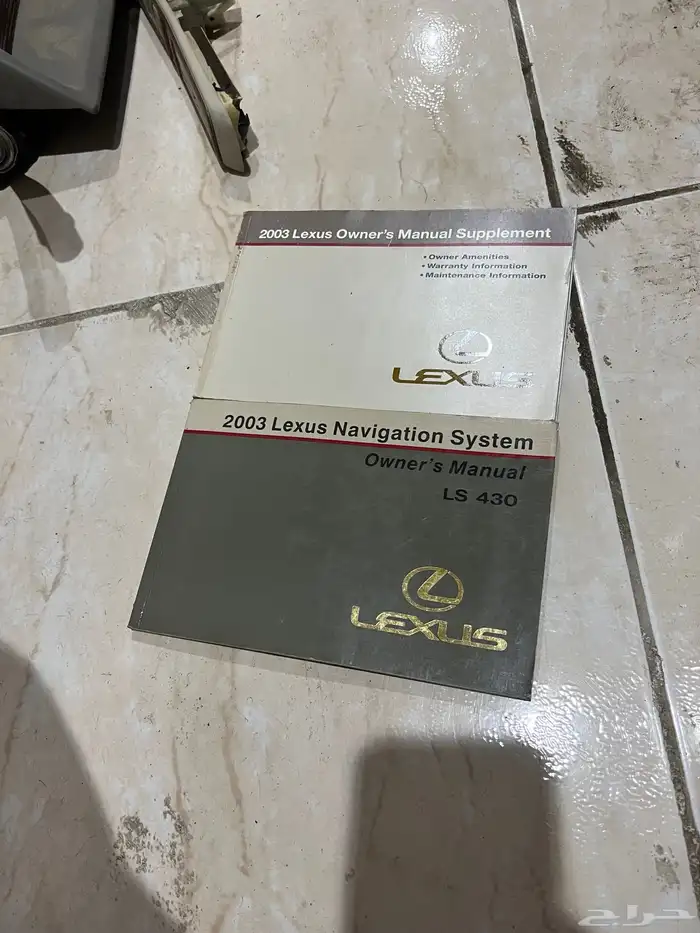 2003 Lexus Owner's Manual Supplement
• Owner Amenities
• Warranty Information
• Maintenance Information
LEXUS
2003 Lexus Navigation System
Owner's Manual
LS 430
LEXUS
حراج